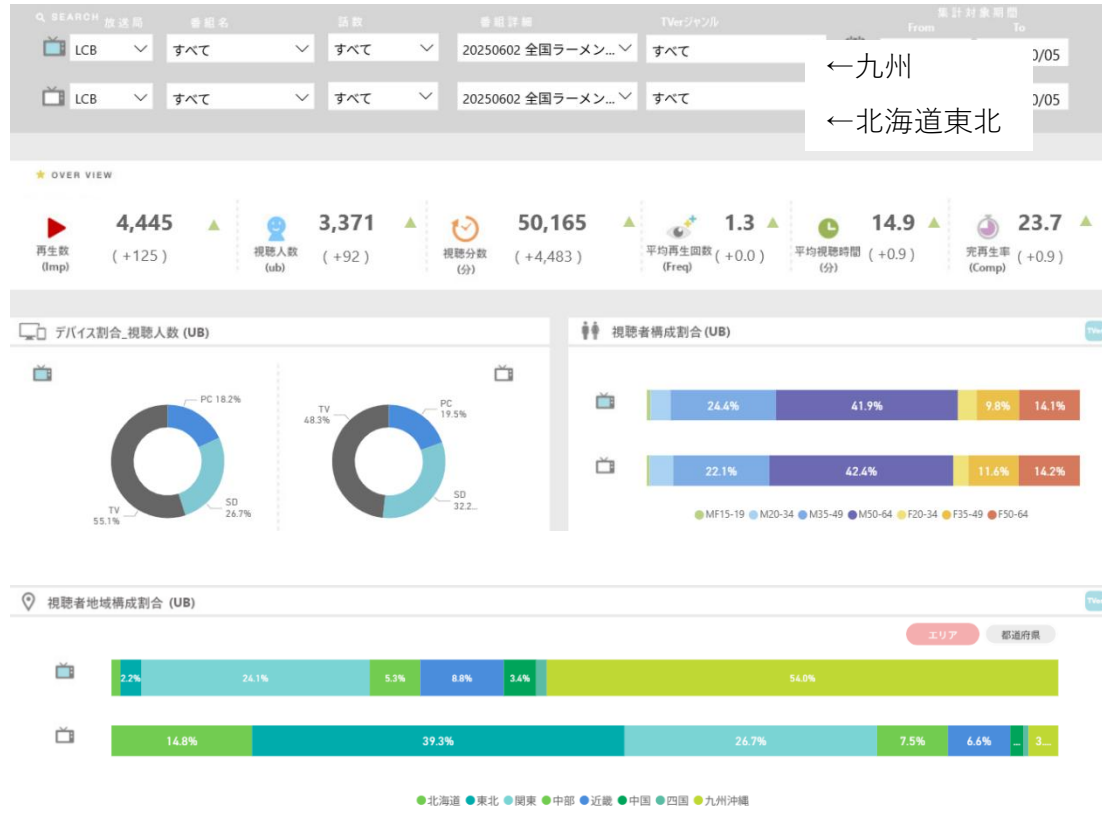 SEARCH 放送局 番組名 話数 番組詳細 TVerジャンル 集計対象期間
From To
LCB すべて すべて 20250602 全国ラーメン... すべて 0/05
←九州
LCB すべて すべて 20250602 全国ラーメン... すべて 0/05
←北海道東北
OVER VIEW
4,445 3,371 50,165 1.3 14.9 23.7
再生数 (Imp) (+125) 視聴人数 (ub) (+92) 視聴分数 (分) (+4,483) 平均再生回数 (Freq) (+0.0) 平均視聴時間 (分) (+0.9) 完再生率 (Comp) (+0.9)
デバイス割合_視聴人数 (UB)
PC 18.2%
SD 26.7%
TV 55.1%
TV 48.3%
PC 19.5%
SD 32.2...
視聴者構成割合 (UB)
TVer
24.4% 41.9% 9.8% 14.1%
22.1% 42.4% 11.6% 14.2%
MF15-19 M20-34 M35-49 M50-64 F20-34 F35-49 F50-64
視聴者地域構成割合 (UB)
TVer
エリア 都道府県
2.2% 24.1% 5.3% 8.8% 3.4% 54.0%
14.8% 39.3% 26.7% 7.5% 6.6% ... 3...
北海道 東北 関東 中部 近畿 中国 四国 九州沖縄